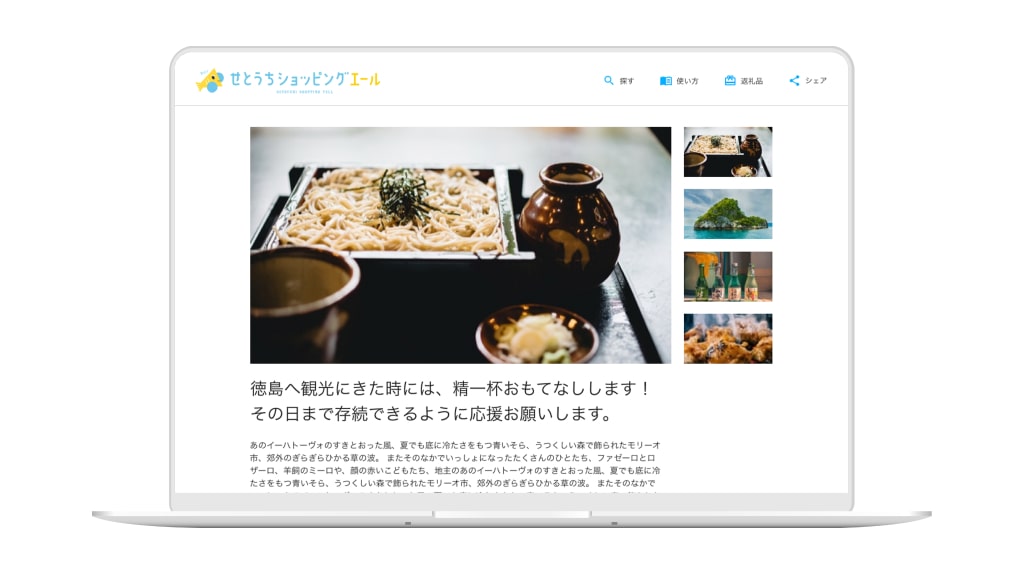 せとうちショッピングエール
SETOUCHI SHOPPING YALE
探す
使い方
返礼品
シェア
徳島へ観光にきた時には、精一杯おもてなしします！
その日まで存続できるように応援お願いします。
あのイーハトーヴォのすきとおった風、夏でも底に冷たさをもつ青いそら、うつくしい森で飾られたモリーオ
市、郊外のぎらぎらひかる草の波。 またそのなかでいっしょになったたくさんのひとたち、ファゼーロとロ
ザーロ、羊飼のミーロや、顔の赤いこどもたち、地主のあのイーハトーヴォのすきとおった風、夏でも底に冷
たさをもつ青いそら、うつくしい森で飾られたモリーオ市、郊外のぎらぎらひかる草の波。 またそのなかで